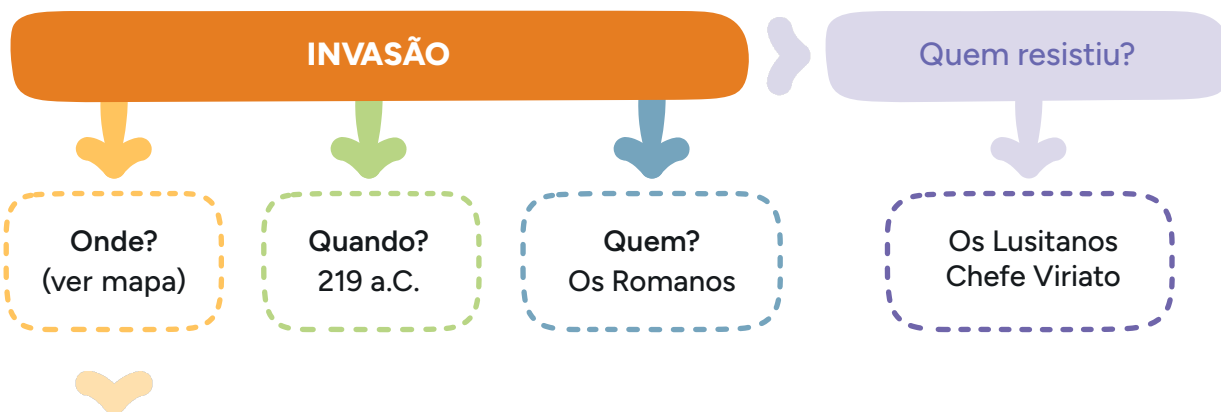 INVASÃO
Quem resistiu?
Onde?
(ver mapa)
Quando?
219 a.C.
Quem?
Os Romanos
Os Lusitanos
Chefe Viriato